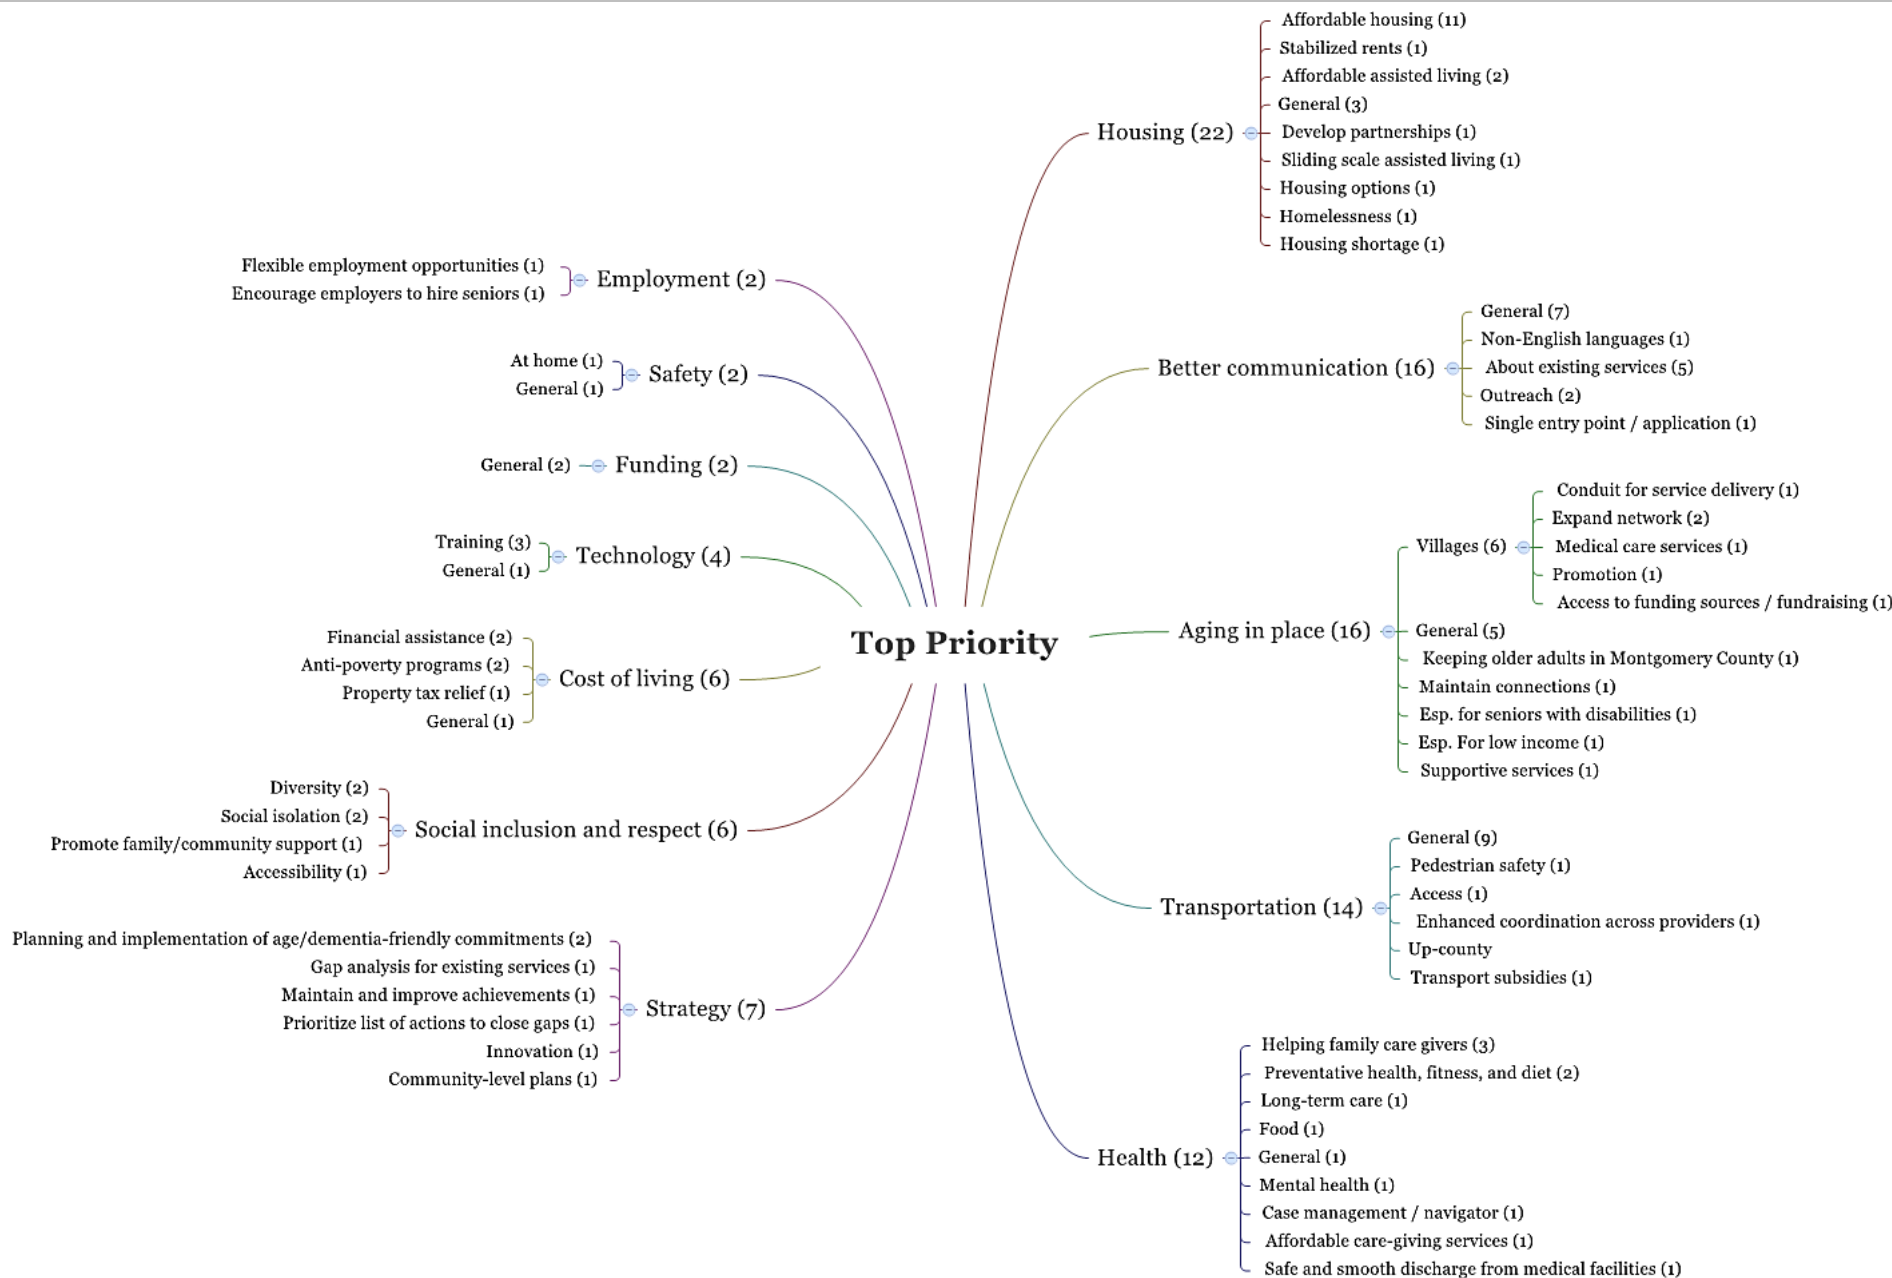 Top Priority
Housing (22)
Affordable housing (11)
Stabilized rents (1)
Affordable assisted living (2)
General (3)
Develop partnerships (1)
Sliding scale assisted living (1)
Housing options (1)
Homelessness (1)
Housing shortage (1)
Better communication (16)
General (7)
Non-English languages (1)
About existing services (5)
Outreach (2)
Single entry point / application (1)
Aging in place (16)
Villages (6)
Conduit for service delivery (1)
Expand network (2)
Medical care services (1)
Promotion (1)
Access to funding sources / fundraising (1)
General (5)
Keeping older adults in Montgomery County (1)
Maintain connections (1)
Esp. for seniors with disabilities (1)
Esp. For low income (1)
Supportive services (1)
Transportation (14)
General (9)
Pedestrian safety (1)
Access (1)
Enhanced coordination across providers (1)
Up-county
Transport subsidies (1)
Health (12)
Helping family care givers (3)
Preventative health, fitness, and diet (2)
Long-term care (1)
Food (1)
General (1)
Mental health (1)
Case management / navigator (1)
Affordable care-giving services (1)
Safe and smooth discharge from medical facilities (1)
Employment (2)
Flexible employment opportunities (1)
Encourage employers to hire seniors (1)
Safety (2)
At home (1)
General (1)
Funding (2)
General (2)
Technology (4)
Training (3)
General (1)
Cost of living (6)
Financial assistance (2)
Anti-poverty programs (2)
Property tax relief (1)
General (1)
Social inclusion and respect (6)
Diversity (2)
Social isolation (2)
Promote family/community support (1)
Accessibility (1)
Strategy (7)
Planning and implementation of age/dementia-friendly commitments (2)
Gap analysis for existing services (1)
Maintain and improve achievements (1)
Prioritize list of actions to close gaps (1)
Innovation (1)
Community-level plans (1)